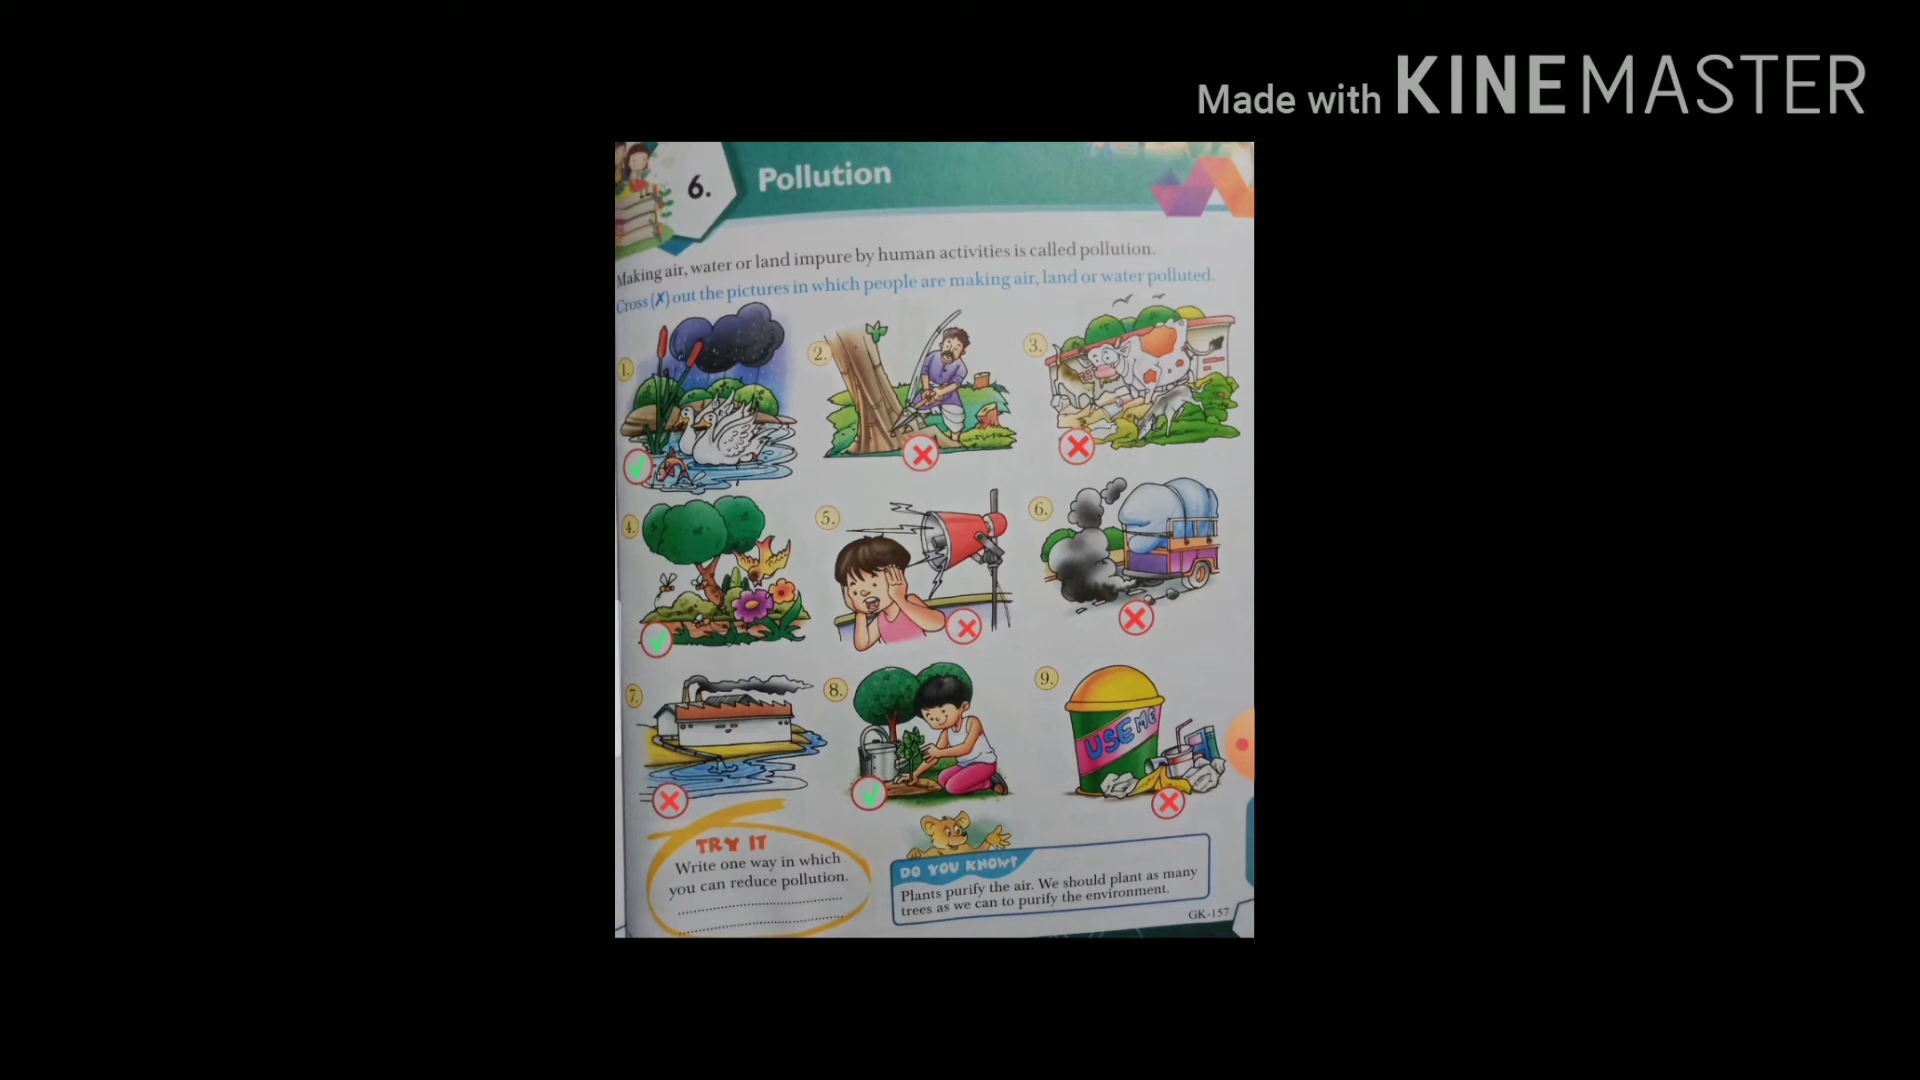 Made with KINEMASTER
6.
Pollution
Making air, water or land impure by human activities is called pollution.
Cross (✗) out the pictures in which people are making air, land or water polluted.
1.
2.
3.
4.
5.
6.
7.
8.
9.
USE ME
TRY IT
Write one way in which
you can reduce pollution.
DO YOU KNOW?
Plants purify the air. We should plant as many
trees as we can to purify the environment.
GK-157